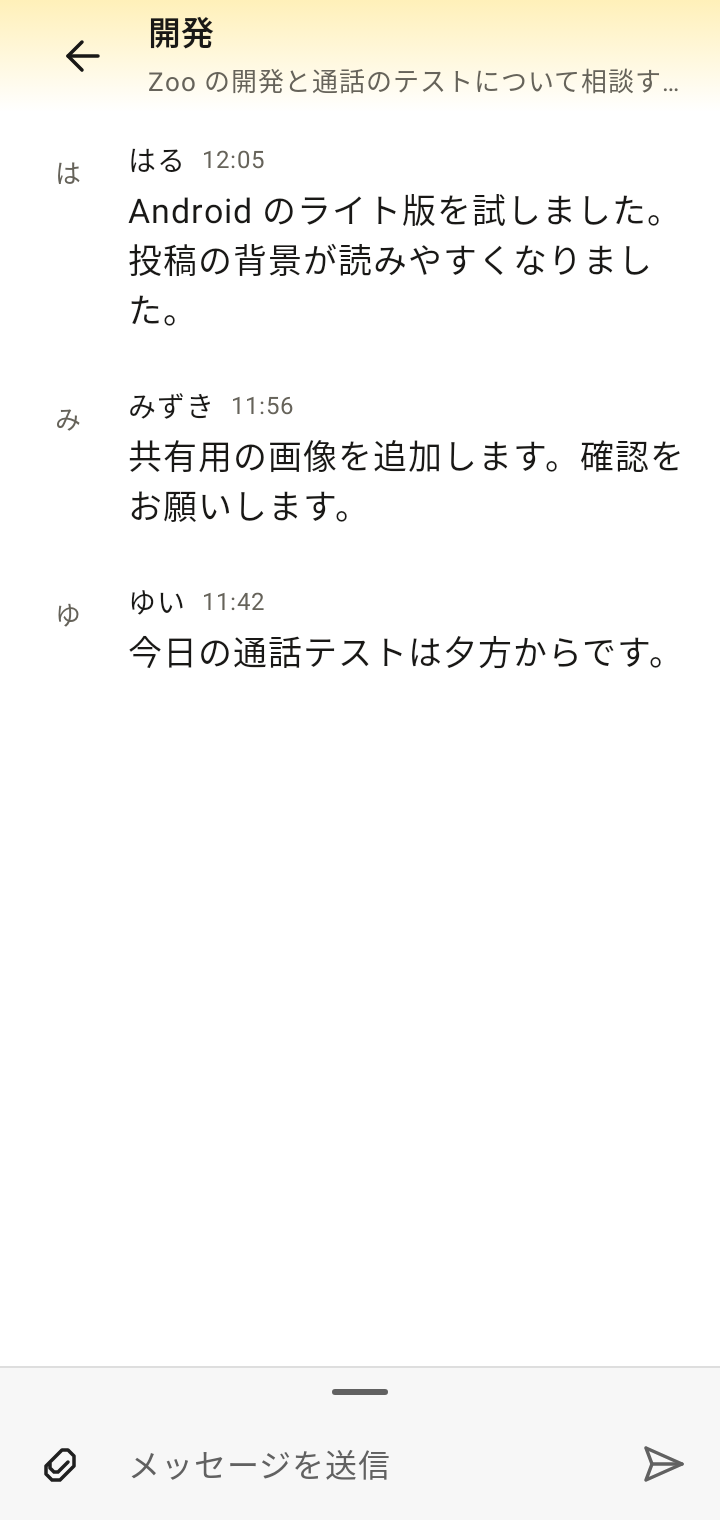 開発
Zoo の開発と通話のテストについて相談す…
は
はる 12:05
Android のライト版を試しました。
投稿の背景が読みやすくなりまし
た。
み
みずき 11:56
共有用の画像を追加します。確認を
お願いします。
ゆ
ゆい 11:42
今日の通話テストは夕方からです。
メッセージを送信